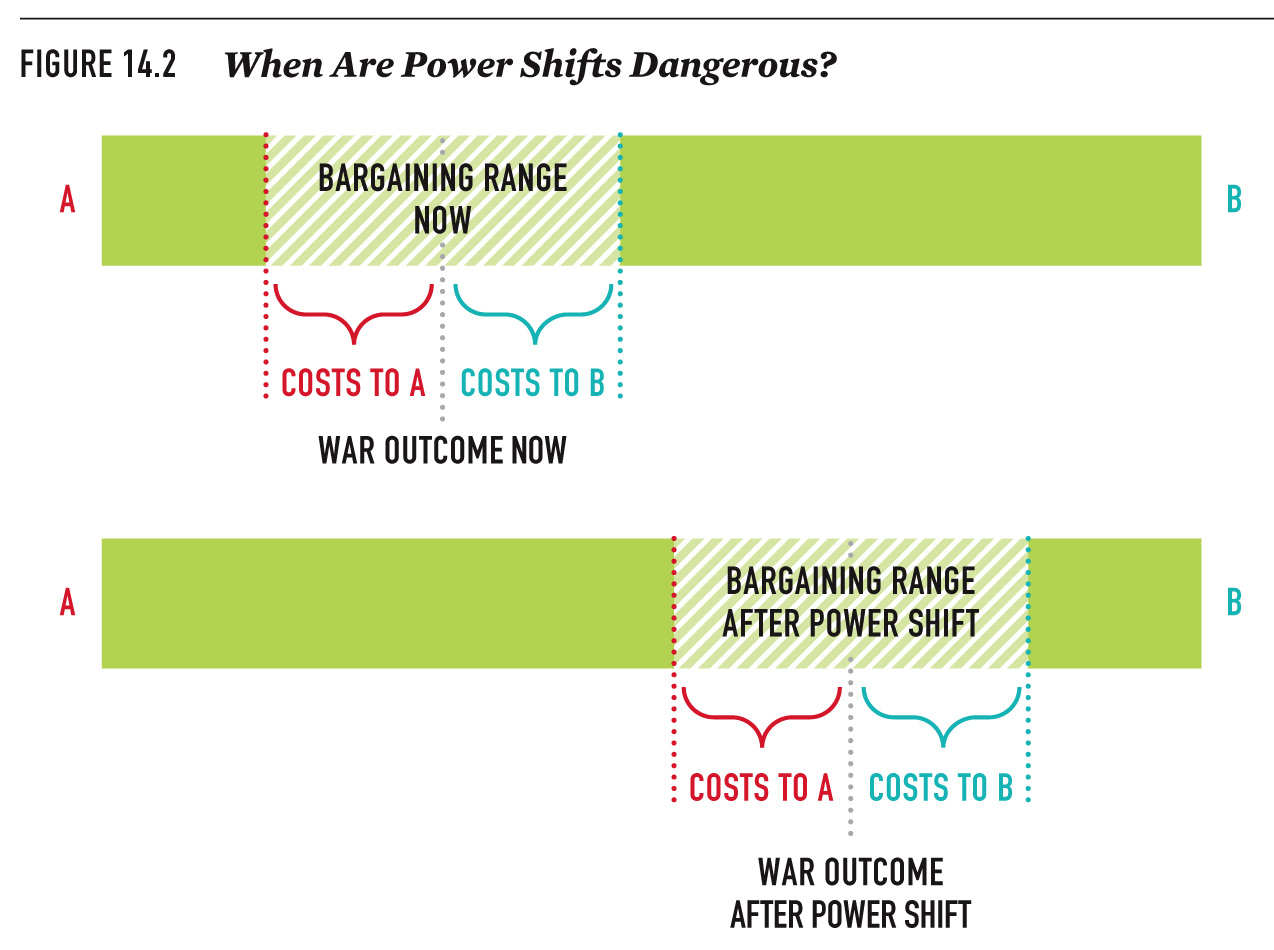 FIGURE 14.2 When Are Power Shifts Dangerous?
A
BARGAINING RANGE
NOW
B
COSTS TO A
COSTS TO B
WAR OUTCOME NOW
A
BARGAINING RANGE
AFTER POWER SHIFT
B
COSTS TO A
COSTS TO B
WAR OUTCOME
AFTER POWER SHIFT